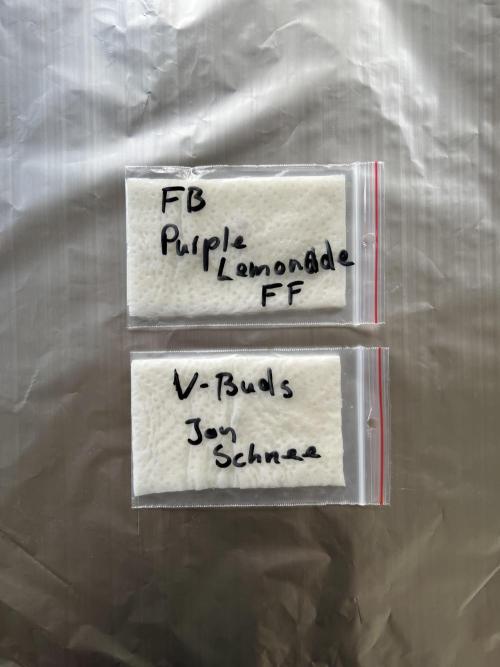 FB
Purple
Lemonade
FF
V-Buds
Jon
Schnee